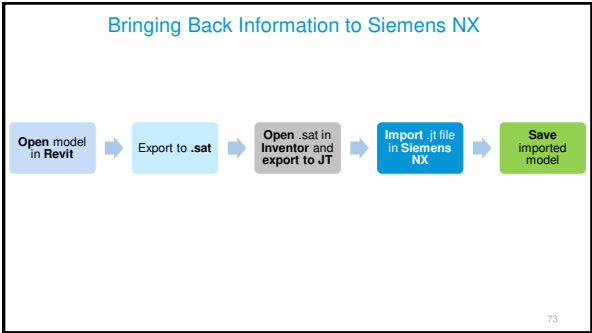 Bringing Back Information to Siemens NX
Open model
in Revit
Export to .sat
Open .sat in
Inventor and
export to JT
Import .jt file
in Siemens
NX
Save
imported
model
73